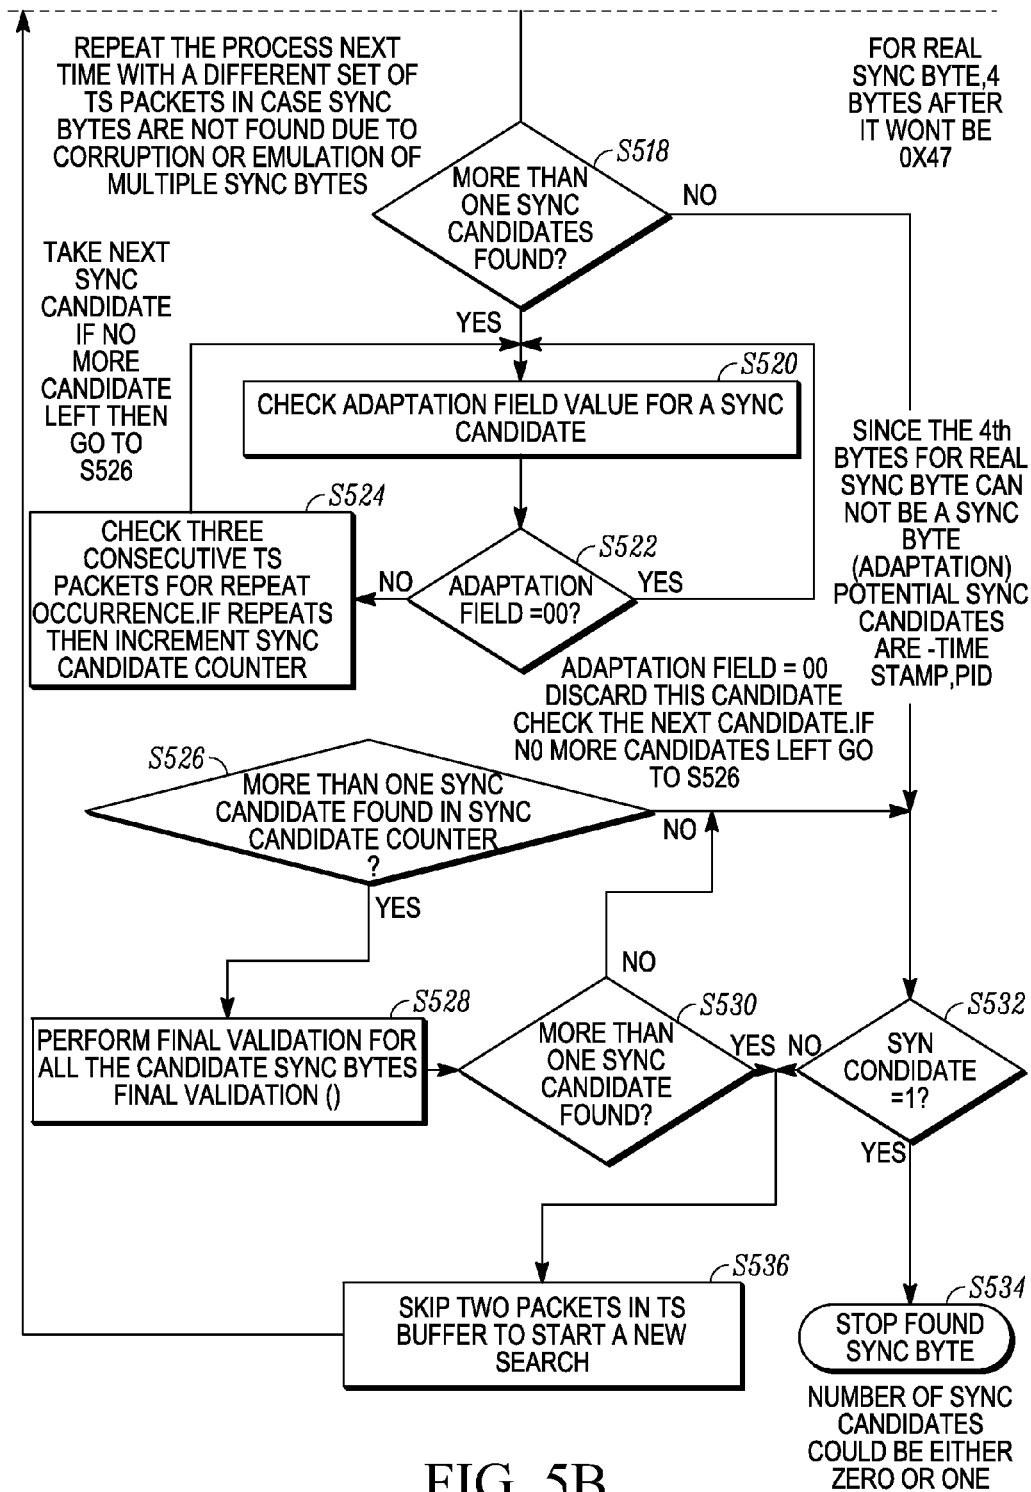 REPEAT THE PROCESS NEXT
TIME WITH A DIFFERENT SET OF
TS PACKETS IN CASE SYNC
BYTES ARE NOT FOUND DUE TO
CORRUPTION OR EMULATION OF
MULTIPLE SYNC BYTES
FOR REAL
SYNC BYTE,4
BYTES AFTER
IT WONT BE
0X47
S518
MORE THAN
ONE SYNC
CANDIDATES
FOUND?
NO
YES
TAKE NEXT
SYNC
CANDIDATE
IF NO
MORE
CANDIDATE
LEFT THEN
GO TO
S526
S520
CHECK ADAPTATION FIELD VALUE FOR A SYNC
CANDIDATE
SINCE THE 4th
BYTES FOR REAL
SYNC BYTE CAN
NOT BE A SYNC
BYTE
(ADAPTATION)
POTENTIAL SYNC
CANDIDATES
ARE -TIME
STAMP,PID
S524
CHECK THREE
CONSECUTIVE TS
PACKETS FOR REPEAT
OCCURRENCE.IF REPEATS
THEN INCREMENT SYNC
CANDIDATE COUNTER
S522
NO
ADAPTATION
FIELD =00?
YES
ADAPTATION FIELD = 00
DISCARD THIS CANDIDATE
CHECK THE NEXT CANDIDATE.IF
N0 MORE CANDIDATES LEFT GO
TO S526
S526
MORE THAN ONE SYNC
CANDIDATE FOUND IN SYNC
CANDIDATE COUNTER
?
NO
YES
S528
PERFORM FINAL VALIDATION FOR
ALL THE CANDIDATE SYNC BYTES
FINAL VALIDATION ()
NO
S530
MORE THAN
ONE SYNC
CANDIDATE
FOUND?
YES
NO
S532
SYN
CONDIDATE
=1?
YES
S536
SKIP TWO PACKETS IN TS
BUFFER TO START A NEW
SEARCH
S534
STOP FOUND
SYNC BYTE
NUMBER OF SYNC
CANDIDATES
COULD BE EITHER
ZERO OR ONE
FIG. 5B